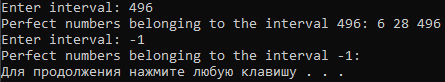 Enter interval: 496
Perfect numbers belonging to the interval 496: 6 28 496
Enter interval: -1
Perfect numbers belonging to the interval -1:
Для продолжения нажмите любую клавишу . . .